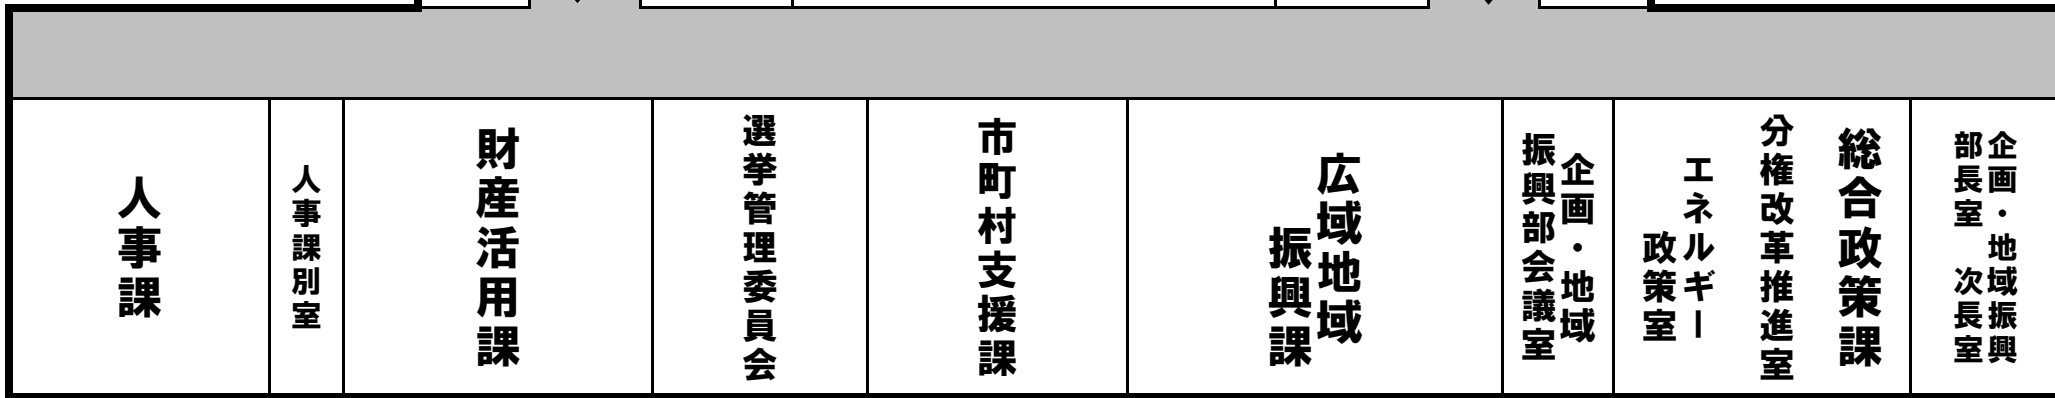 企画・地域振興
部長室　次長室
総合政策課
分権改革推進室
エネルギー
政策室
企画・地域
振興部会議室
広域地域
振興課
市町村支援課
選挙管理委員会
財産活用課
人事課別室
人事課